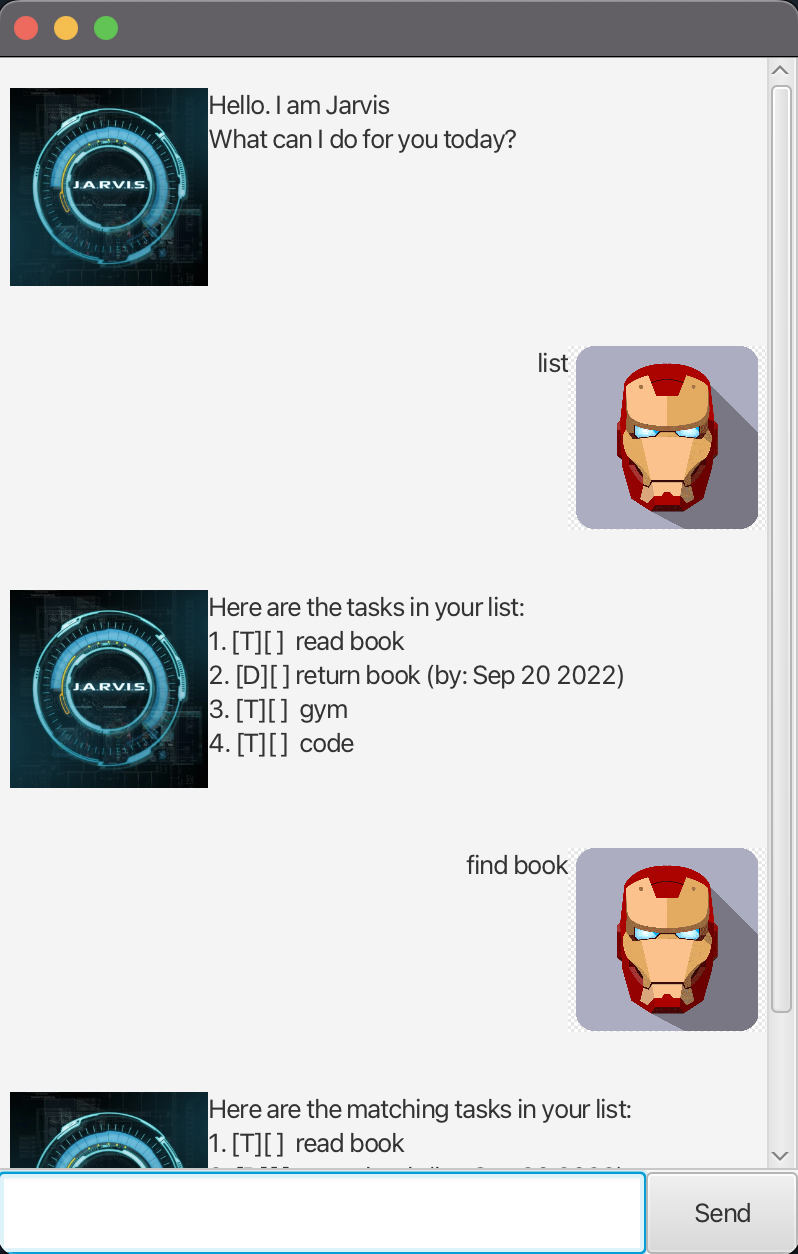 J.A.R.V.I.S.
Hello. I am Jarvis
What can I do for you today?
list
J.A.R.V.I.S.
Here are the tasks in your list:
1. [T][ ]  read book
2. [D][ ] return book (by: Sep 20 2022)
3. [T][ ]  gym
4. [T][ ]  code
find book
Here are the matching tasks in your list:
1. [T][ ]  read book
Send